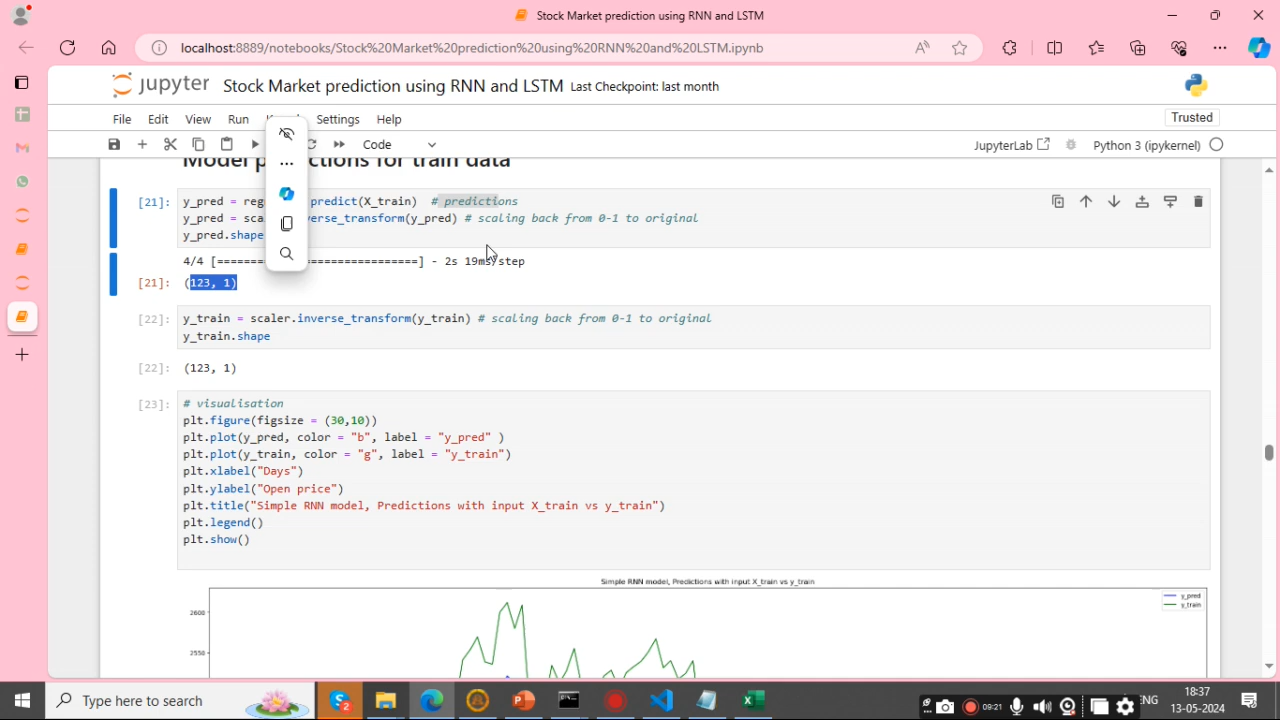 Stock Market prediction using RNN and LSTM
localhost:8889/notebooks/Stock%20Market%20prediction%20using%20RNN%20and%20LSTM.ipynb
jupyter Stock Market prediction using RNN and LSTM Last Checkpoint: last month
File Edit View Run Settings Help
Trusted
Code
JupyterLab
Python 3 (ipykernel)
Model predictions for train data
[21]: y_pred = reg predict(X_train) # predictions
y_pred = sca verse_transform(y_pred) # scaling back from 0-1 to original
y_pred.shape
4/4 [==============================] - 2s 19ms/step
[21]: (123, 1)
[22]: y_train = scaler.inverse_transform(y_train) # scaling back from 0-1 to original
y_train.shape
[22]: (123, 1)
[23]: # visualisation
plt.figure(figsize = (30,10))
plt.plot(y_pred, color = "b", label = "y_pred" )
plt.plot(y_train, color = "g", label = "y_train")
plt.xlabel("Days")
plt.ylabel("Open price")
plt.title("Simple RNN model, Predictions with input X_train vs y_train")
plt.legend()
plt.show()
Simple RNN model, Predictions with input X_train vs y_train
y_pred
y_train
2600
2550
Type here to search
09:21
ENG
18:37
13-05-2024